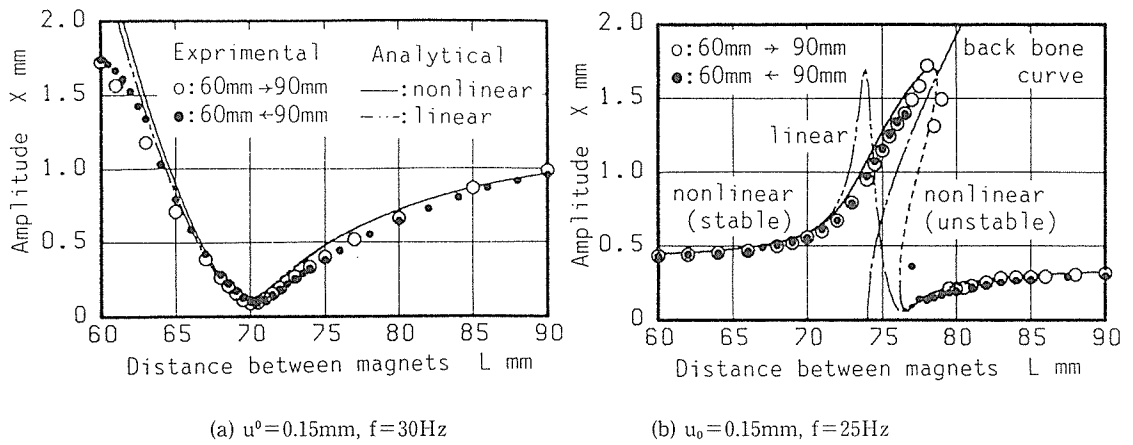 2.0
1.5
1.0
0.5
0
Amplitude X mm
Exprimental
○:60mm→90mm
●:60mm←90mm
Analytical
——:nonlinear
—··—:linear
60 65 70 75 80 85 90
Distance between magnets L mm
(a) u⁰=0.15mm, f=30Hz
2.0
1.5
1.0
0.5
0
Amplitude X mm
○:60mm → 90mm
●:60mm ← 90mm
back bone
curve
linear
nonlinear
(stable)
nonlinear
(unstable)
60 65 70 75 80 85 90
Distance between magnets L mm
(b) u₀=0.15mm, f=25Hz